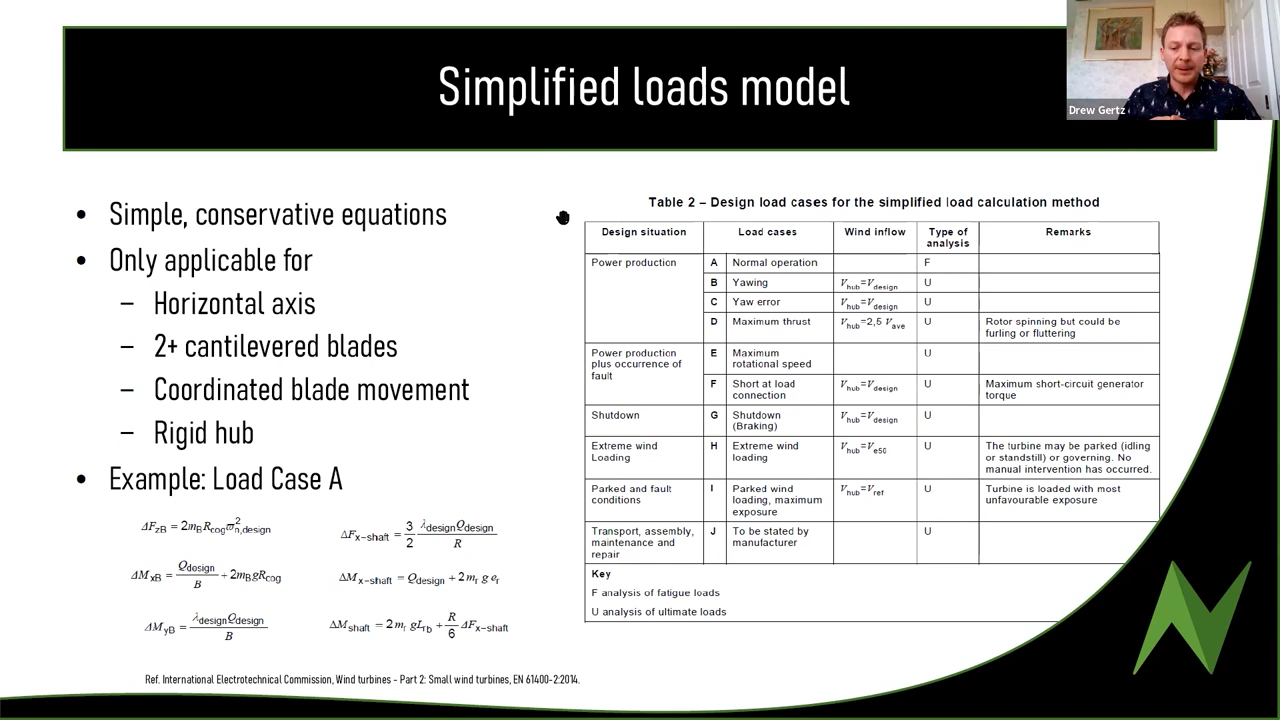 Simplified loads model
Drew Gertz
• Simple, conservative equations
• Only applicable for
– Horizontal axis
– 2+ cantilevered blades
– Coordinated blade movement
– Rigid hub
• Example: Load Case A
ΔF_zB = 2m_B R_cog ω²_n,design
ΔF_x–shaft = 3/2 λ_design Q_design / R
ΔM_xB = Q_design / B + 2m_B g R_cog
ΔM_x–shaft = Q_design + 2m_r g e_r
ΔM_yB = λ_design Q_design / B
ΔM_shaft = 2m_r g L_rb + R/6 ΔF_x–shaft
Ref. International Electrotechnical Commission, Wind turbines – Part 2: Small wind turbines, EN 61400-2:2014.
Table 2 – Design load cases for the simplified load calculation method
Design situation Load cases Wind inflow Type of
analysis Remarks
Power production A Normal operation F
B Yawing V_hub=V_design U
C Yaw error V_hub=V_design U
D Maximum thrust V_hub=2,5 V_ave U Rotor spinning but could be
furling or fluttering
Power production
plus occurrence of
fault
E Maximum
rotational speed
U
F Short at load
connection
V_hub=V_design U Maximum short-circuit generator
torque
Shutdown G Shutdown
(Braking)
V_hub=V_design U
Extreme wind
Loading
H Extreme wind
loading
V_hub=V_e50 U The turbine may be parked (idling
or standstill) or governing. No
manual intervention has occurred.
Parked and fault
conditions
I Parked wind
loading, maximum
exposure
V_hub=V_ref U Turbine is loaded with most
unfavourable exposure
Transport, assembly,
maintenance and
repair
J To be stated by
manufacturer
U
Key
F analysis of fatigue loads
U analysis of ultimate loads